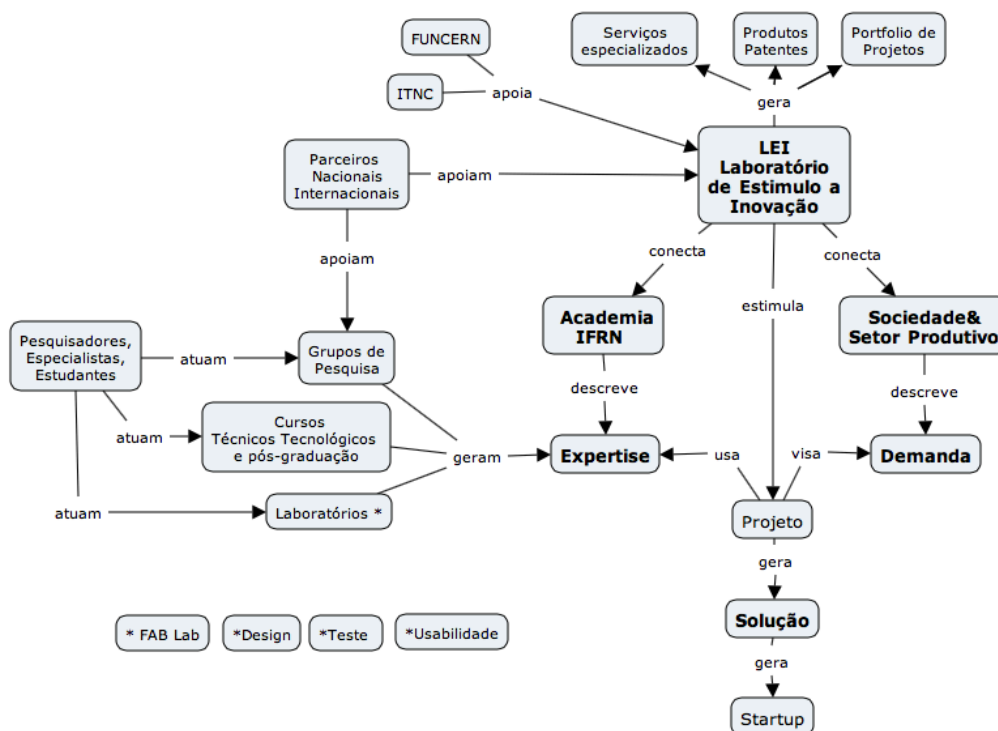 FUNCERN
Serviços
especializados
Produtos
Patentes
Portfolio de
Projetos
ITNC
apoia
gera
LEI
Laboratório
de Estimulo a
Inovação
Parceiros
Nacionais
Internacionais
apoiam
apoiam
conecta
conecta
estimula
Academia
IFRN
Sociedade&
Setor Produtivo
Pesquisadores,
Especialistas,
Estudantes
atuam
Grupos de
Pesquisa
descreve
descreve
atuam
Cursos
Técnicos Tecnológicos
e pós-graduação
geram
Expertise
usa
visa
Demanda
atuam
Laboratórios *
Projeto
gera
* FAB Lab
*Design
*Teste
*Usabilidade
Solução
gera
Startup